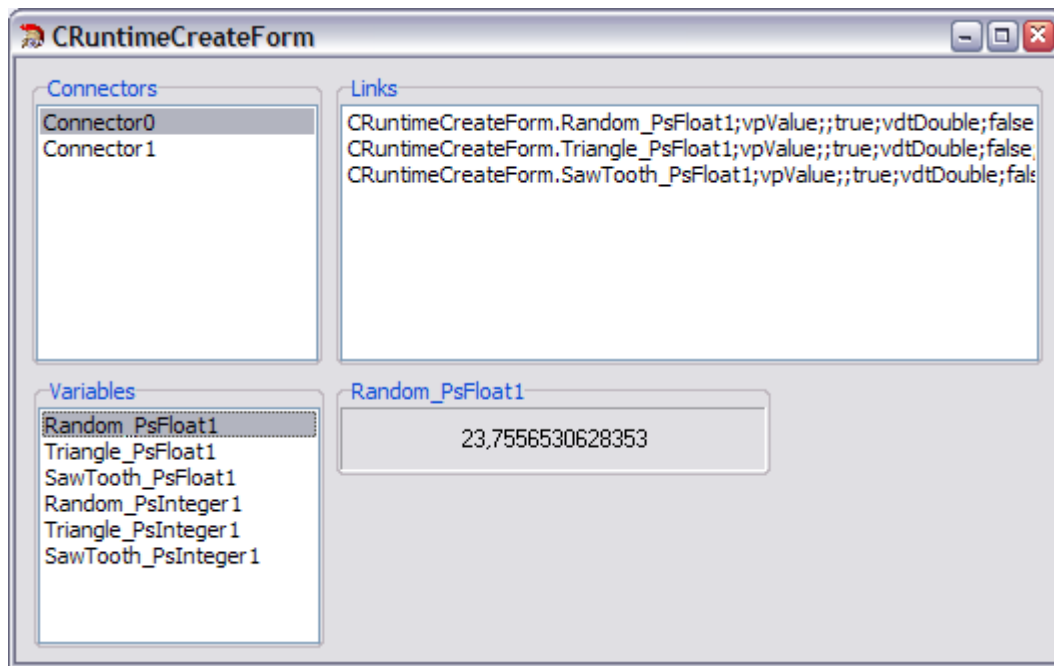 CRuntimeCreateForm
Connectors
Connector0
Connector1
Links
CRuntimeCreateForm.Random_PsFloat1;vpValue;;true;vdtDouble;false
CRuntimeCreateForm.Triangle_PsFloat1;vpValue;;true;vdtDouble;false;
CRuntimeCreateForm.SawTooth_PsFloat1;vpValue;;true;vdtDouble;fals
Variables
Random_PsFloat1
Triangle_PsFloat1
SawTooth_PsFloat1
Random_PsInteger1
Triangle_PsInteger1
SawTooth_PsInteger1
Random_PsFloat1
23,7556530628353